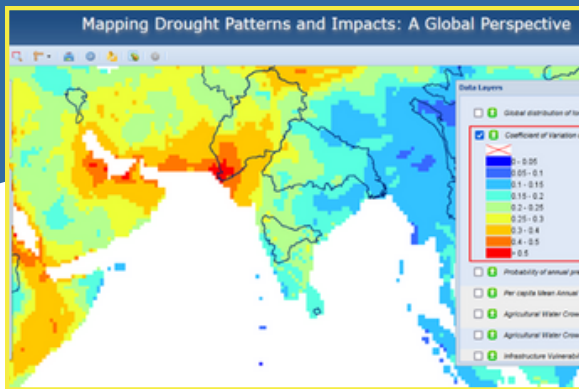 Mapping Drought Patterns and Impacts: A Global Perspective
Data Layers
Global distribution of
Coefficient of Variation
0 - 0.05
0.05 - 0.1
0.1 - 0.15
0.15 - 0.2
0.2 - 0.25
0.25 - 0.3
0.3 - 0.4
0.4 - 0.5
> 0.5
Probability of annual
Per capita Mean Annual
Agricultural Water
Agricultural Water
Infrastructure